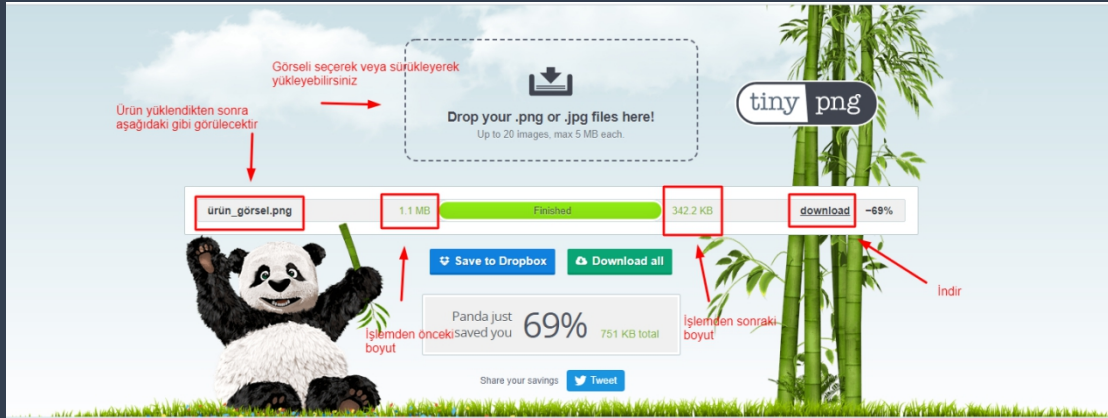 Görseli seçerek veya sürükleyerek
yükleyebilirsiniz
Ürün yüklendikten sonra
aşağıdaki gibi görülecektir
Drop your .png or .jpg files here!
Up to 20 images, max 5 MB each.
tiny png
ürün_görsel.png 1.1 MB Finished 342.2 KB download −69%
Save to Dropbox Download all
İndir
Panda just
saved you 69% 751 KB total
İşlemden önceki
boyut
İşlemden sonraki
boyut
Share your savings Tweet